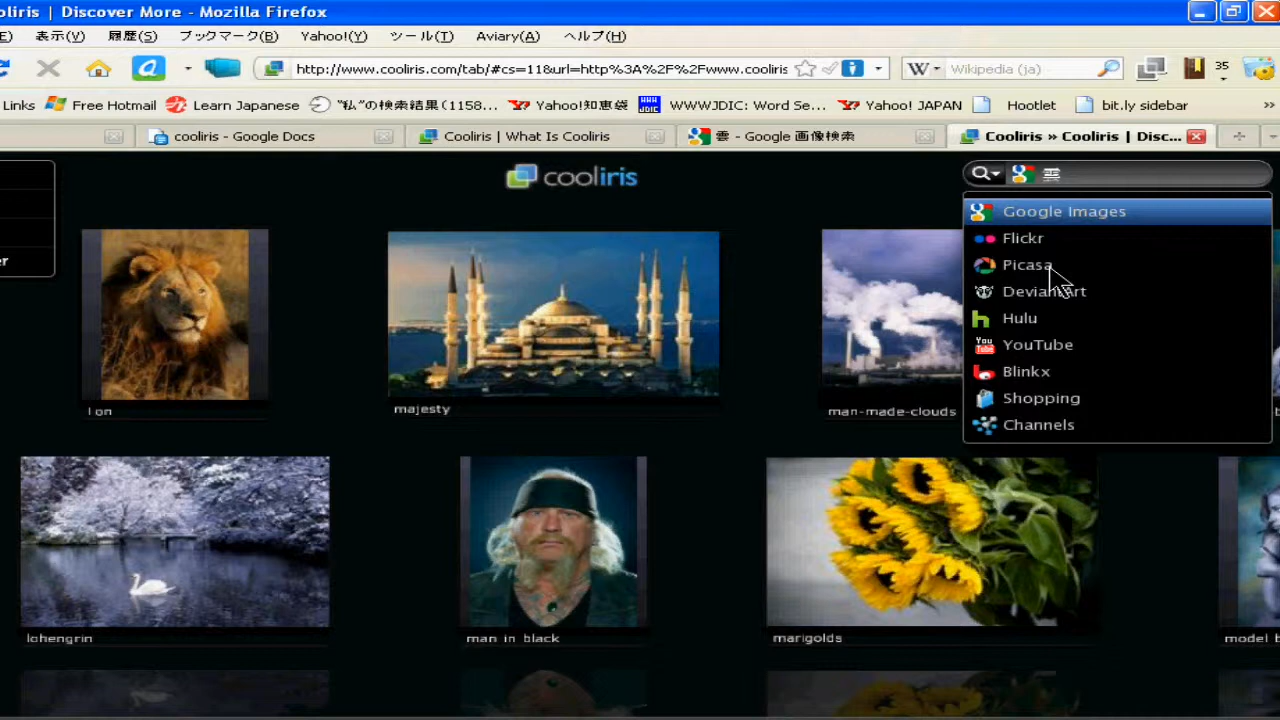 ooliris | Discover More - Mozilla Firefox
E) 表示(V) 履歴(S) ブックマーク(B) Yahoo!(Y) ツール(T) Aviary(A) ヘルプ(H)
http://www.cooliris.com/tab/#cs=11&url=http%3A%2F%2Fwww.cooliris W Wikipedia (ja) 35
Links Free Hotmail Learn Japanese "私"の検索結果(1158... Yahoo!知恵袋 WWWJDIC: Word Se... Yahoo! JAPAN Hootlet bit.ly sidebar »
cooliris - Google Docs Cooliris | What Is Cooliris 雲 - Google 画像検索 Cooliris » Cooliris | Disc...
cooliris
雲
Google Images
Flickr
Picasa
DeviantArt
Hulu
YouTube
Blinkx
Shopping
Channels
er
lion
majesty
man-made-clouds
lohengrin
man in black
marigolds
model b